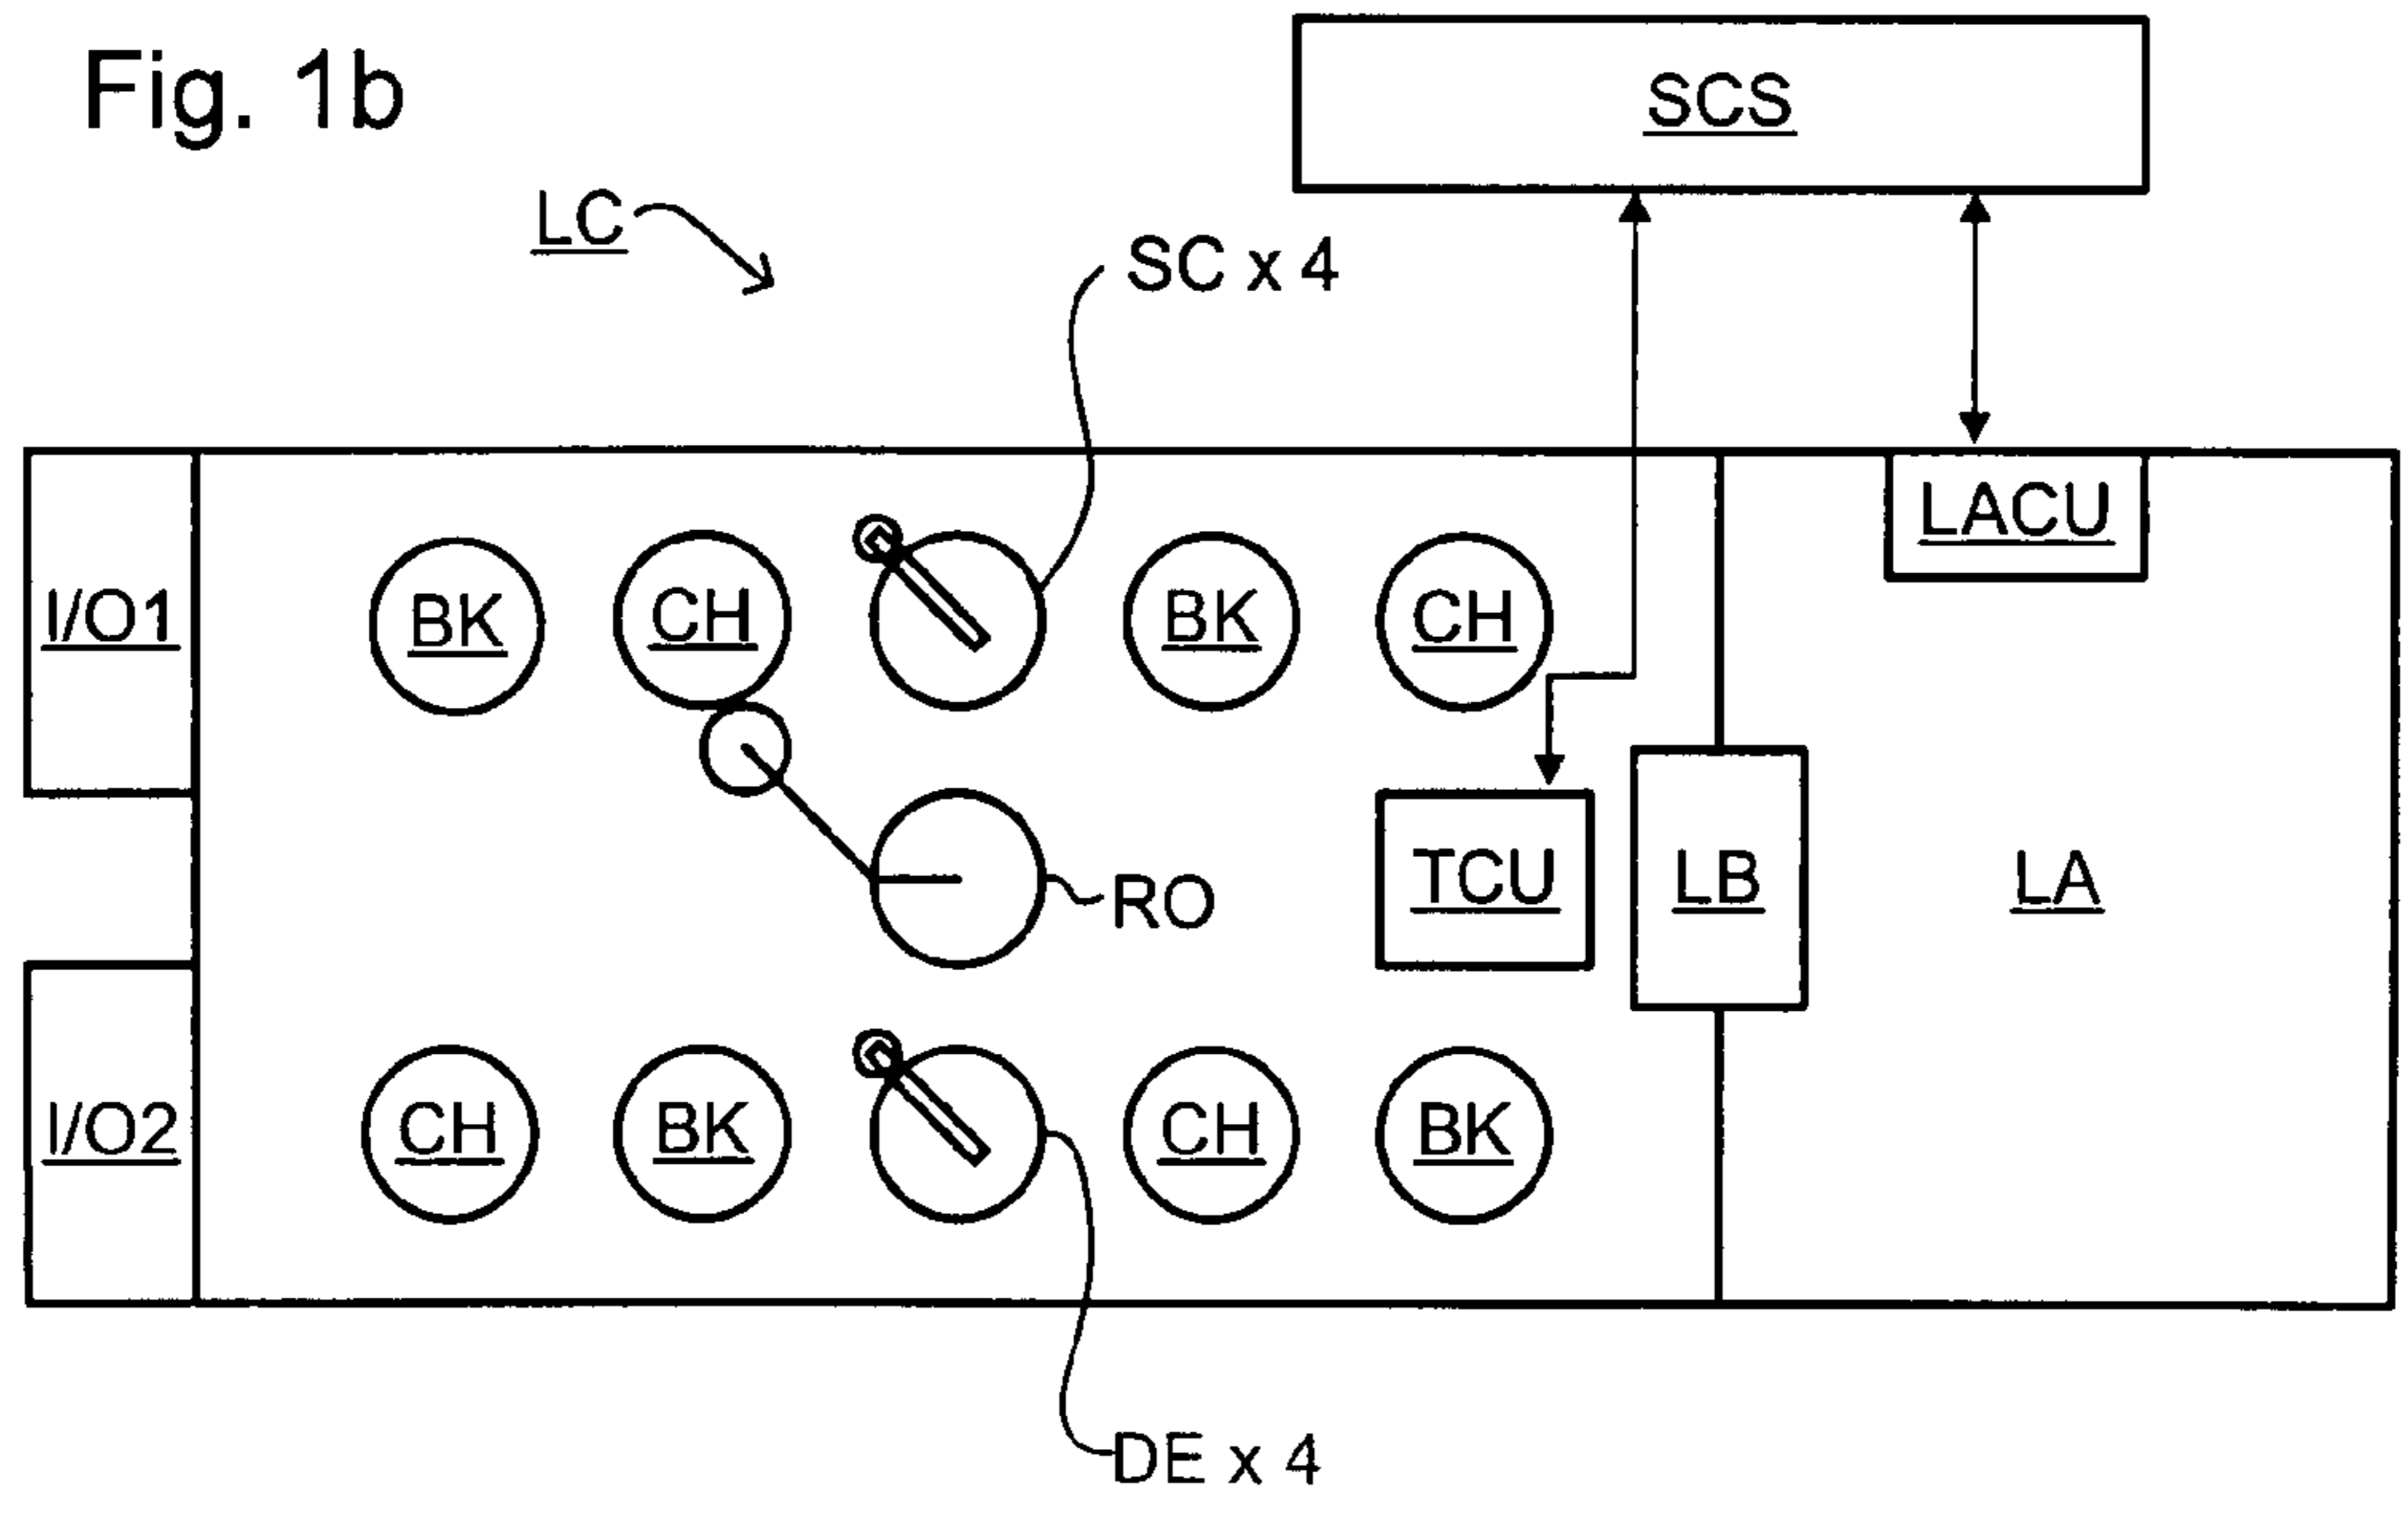 Fig. 1b
SCS
LC
SC x 4
LACU
I/O1
BK
CH
BK
CH
RO
TCU
LB
LA
I/O2
CH
BK
CH
BK
DE x 4